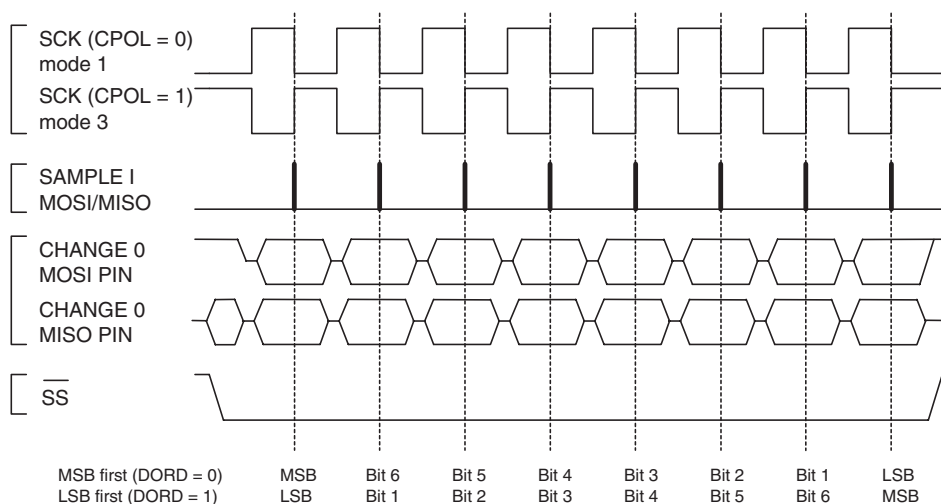 SCK (CPOL = 0)
mode 1
SCK (CPOL = 1)
mode 3
SAMPLE I
MOSI/MISO
CHANGE 0
MOSI PIN
CHANGE 0
MISO PIN
SS
MSB first (DORD = 0) MSB Bit 6 Bit 5 Bit 4 Bit 3 Bit 2 Bit 1 LSB
LSB first (DORD = 1) LSB Bit 1 Bit 2 Bit 3 Bit 4 Bit 5 Bit 6 MSB